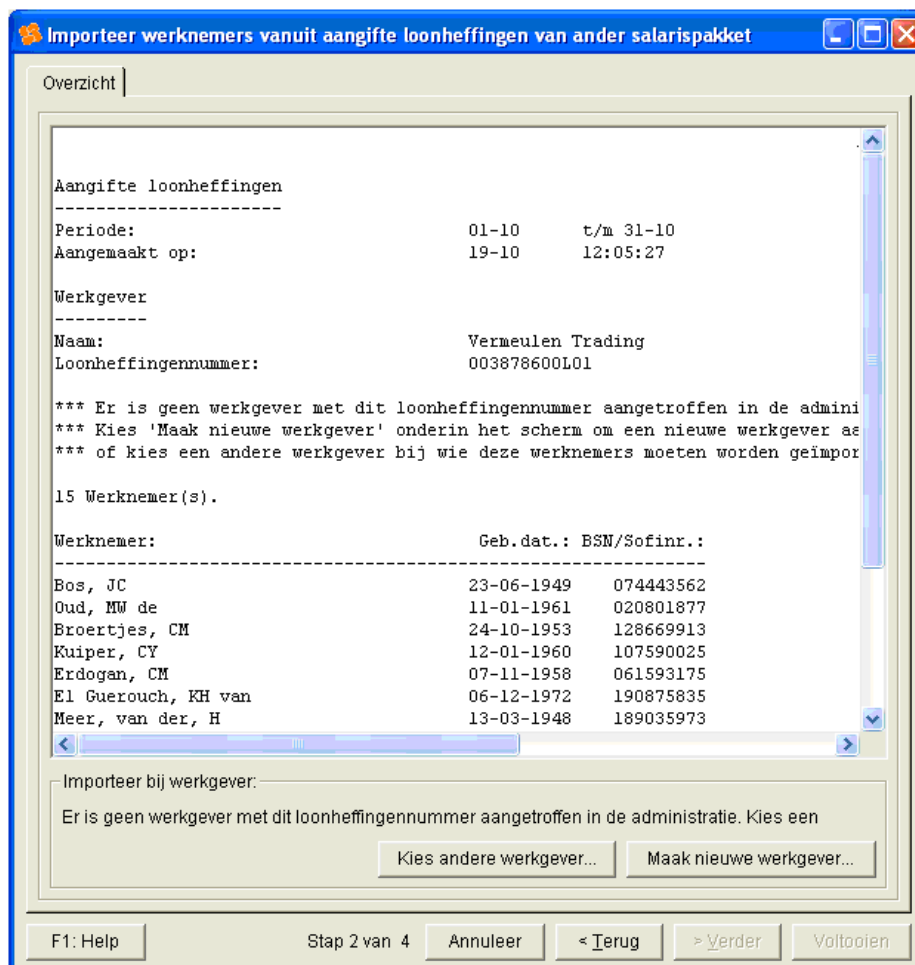 Importeer werknemers vanuit aangifte loonheffingen van ander salarispakket
Overzicht
Aangifte loonheffingen
----------------------
Periode: 01-10 t/m 31-10
Aangemaakt op: 19-10 12:05:27
Werkgever
---------
Naam: Vermeulen Trading
Loonheffingennummer: 003878600L01
*** Er is geen werkgever met dit loonheffingennummer aangetroffen in de admini
*** Kies 'Maak nieuwe werkgever' onderin het scherm om een nieuwe werkgever aa
*** of kies een andere werkgever bij wie deze werknemers moeten worden geïmpor
15 Werknemer(s).
Werknemer: Geb.dat.: BSN/Sofinr.:
---------------------------------------------------------------
Bos, JC 23-06-1949 074443562
Oud, MW de 11-01-1961 020801877
Broertjes, CM 24-10-1953 128669913
Kuiper, CY 12-01-1960 107590025
Erdogan, CM 07-11-1958 061593175
El Guerouch, KH van 06-12-1972 190875835
Meer, van der, H 13-03-1948 189035973
Importeer bij werkgever:
Er is geen werkgever met dit loonheffingennummer aangetroffen in de administratie. Kies een
Kies andere werkgever... Maak nieuwe werkgever...
F1: Help Stap 2 van 4 Annuleer < Terug > Verder Voltooien